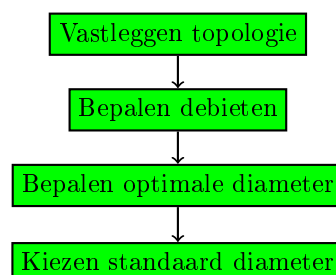 Vastleggen topologie
Bepalen debieten
Bepalen optimale diameter
Kiezen standaard diameter